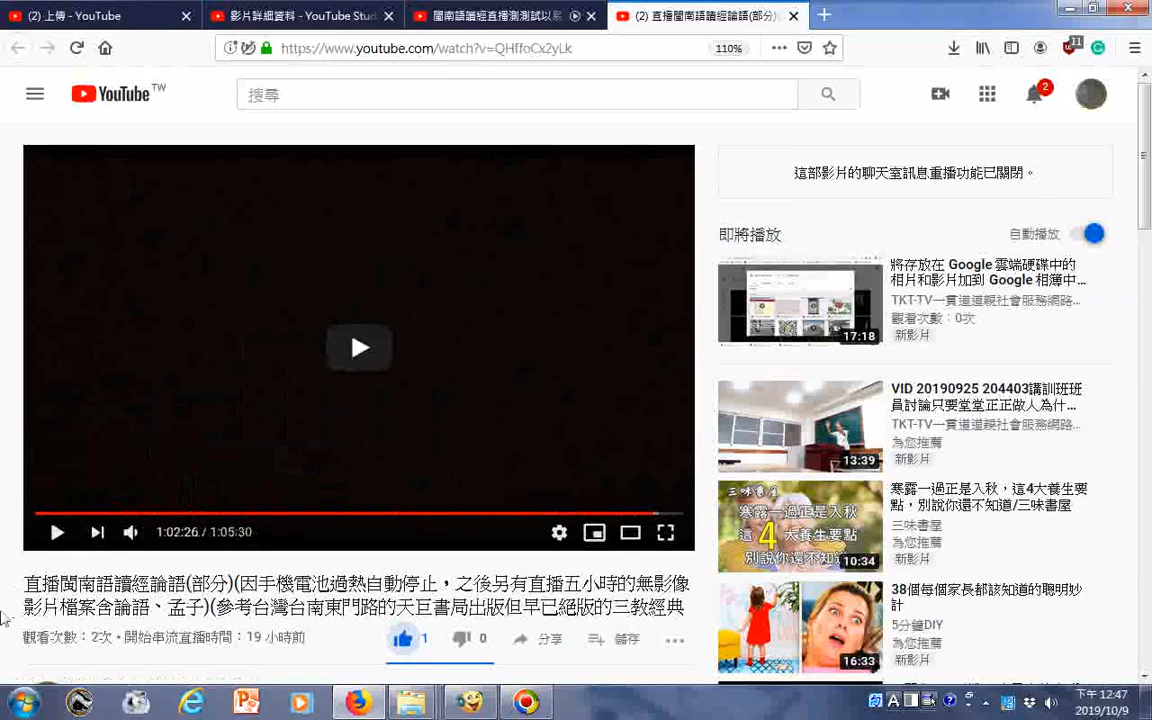 (2) 上傳 - YouTube
影片詳細資料 - YouTube Stud
閩南語讀經直播測測試以易
(2) 直播閩南語讀經論語(部分)(
https://www.youtube.com/watch?v=QHffoCx2yLk
110%
11
YouTube TW
搜尋
2
這部影片的聊天室訊息重播功能已關閉。
即將播放
自動播放
將存放在 Google 雲端硬碟中的
相片和影片加到 Google 相簿中...
TKT-TV一貫道道親社會服務網路...
觀看次數：0次
新影片
17:18
VID 20190925 204403講訓班班
員討論只要堂堂正正做人為什...
TKT-TV一貫道道親社會服務網路...
為您推薦
新影片
13:39
寒露一過正是入秋，這4大養生要
點，別說你還不知道/三味書屋
三味書屋
為您推薦
新影片
三味書屋
寒露一過正是入秋
這4大養生要點
別說你還不知道
10:34
38個每個家長都該知道的聰明妙
計
5分鐘DIY
為您推薦
新影片
16:33
1:02:26 / 1:05:30
直播閩南語讀經論語(部分)(因手機電池過熱自動停止，之後另有直播五小時的無影像
影片檔案含論語、孟子)(參考台灣台南東門路的天巨書局出版但早已絕版的三教經典
觀看次數：2次 • 開始串流直播時間：19 小時前
1
0
分享
儲存
下午 12:47
2019/10/9